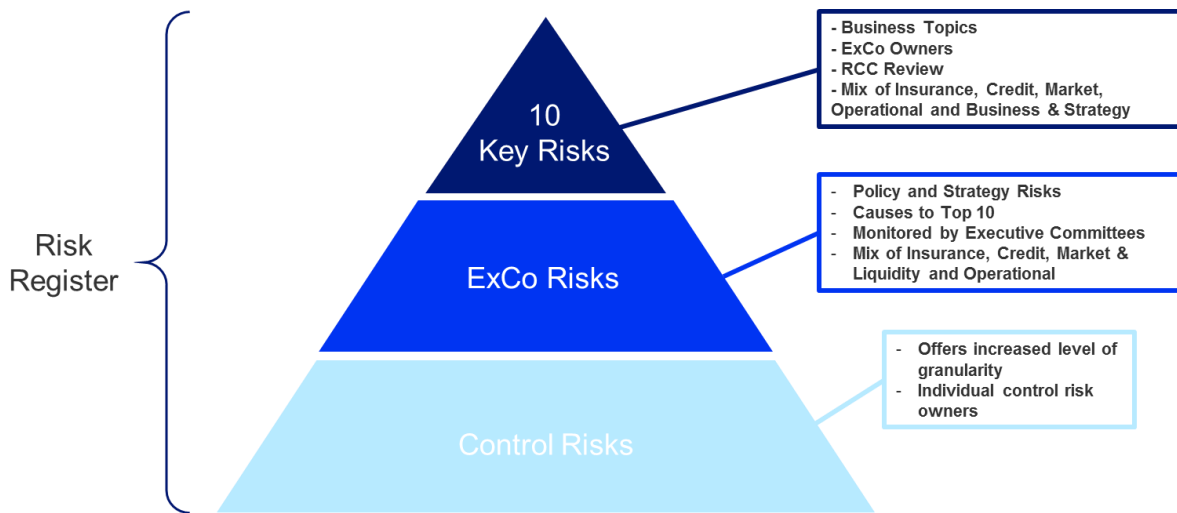 Risk
Register
10
Key Risks
ExCo Risks
Control Risks
- Business Topics
- ExCo Owners
- RCC Review
- Mix of Insurance, Credit, Market,
Operational and Business & Strategy
- Policy and Strategy Risks
- Causes to Top 10
- Monitored by Executive Committees
- Mix of Insurance, Credit, Market &
Liquidity and Operational
- Offers increased level of
granularity
- Individual control risk
owners